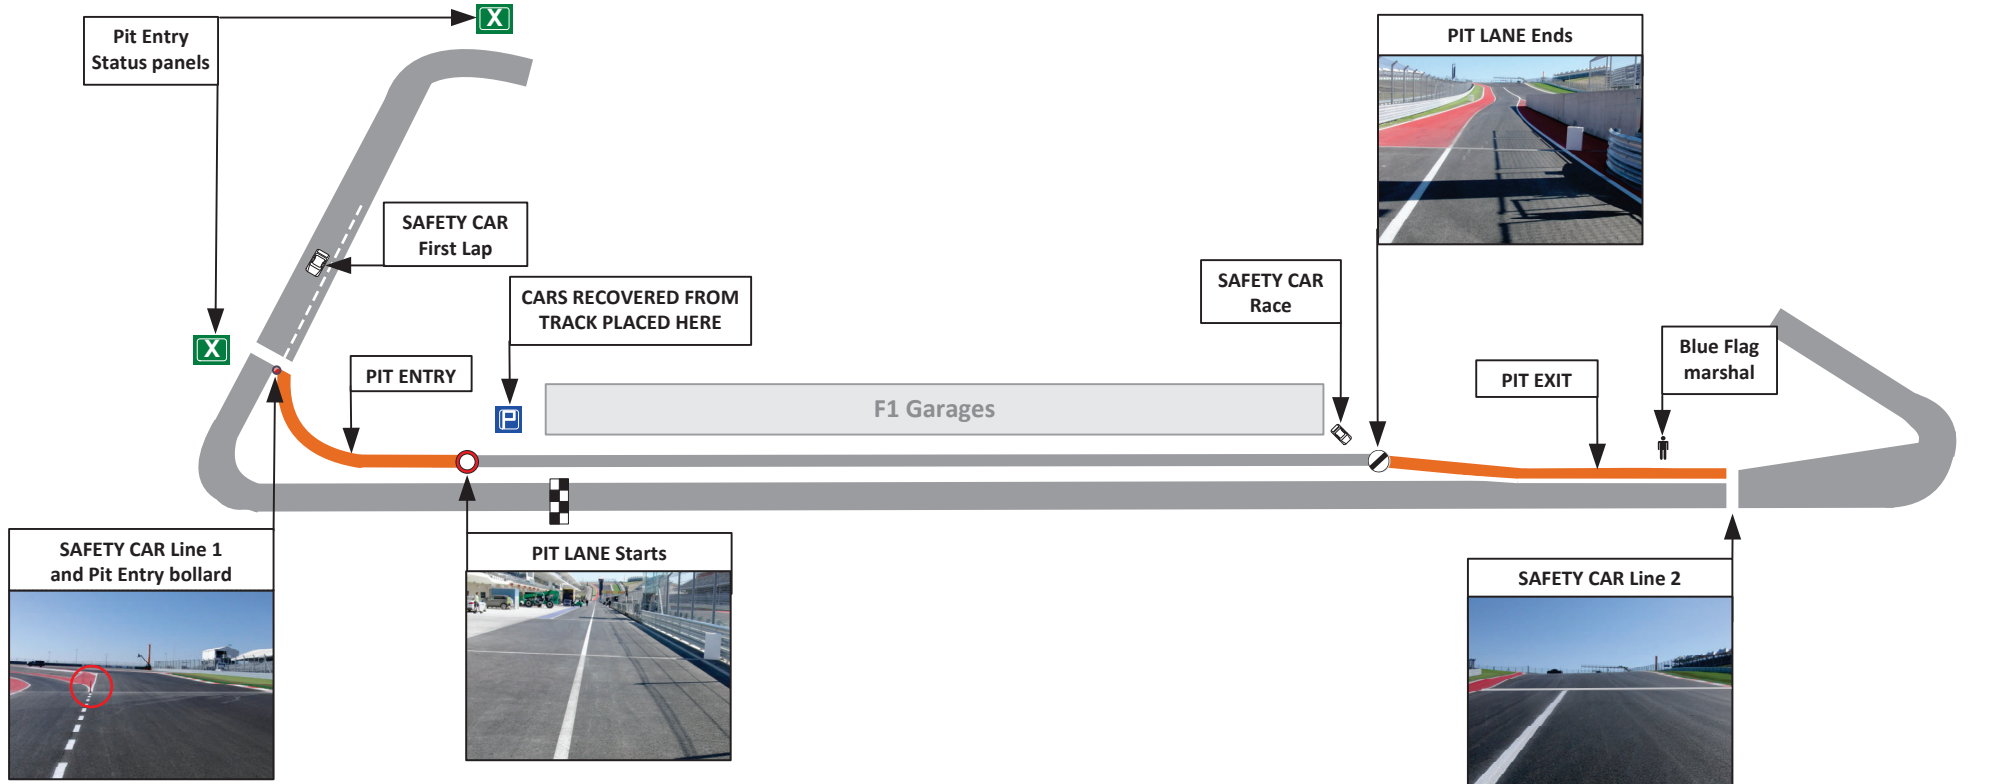 Pit Entry
Status panels
X
X
SAFETY CAR
First Lap
CARS RECOVERED FROM
TRACK PLACED HERE
PIT ENTRY
P
F1 Garages
SAFETY CAR
Race
PIT LANE Ends
PIT EXIT
Blue Flag
marshal
SAFETY CAR Line 1
and Pit Entry bollard
PIT LANE Starts
SAFETY CAR Line 2